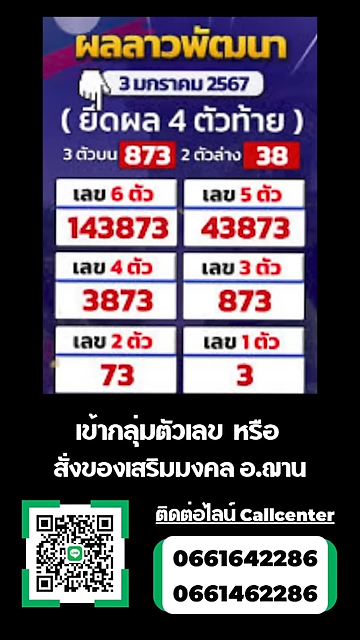 ผลลาวพัฒนา
3 มกราคม 2567
( ยึดผล 4 ตัวท้าย )
3 ตัวบน 873 2 ตัวล่าง 38
เลข 6 ตัว เลข 5 ตัว
143873 43873
เลข 4 ตัว เลข 3 ตัว
3873 873
เลข 2 ตัว เลข 1 ตัว
73 3
เข้ากลุ่มตัวเลข หรือ
สั่งของเสริมมงคล อ.ฌาน
ติดต่อไลน์ Callcenter
0661642286
0661462286